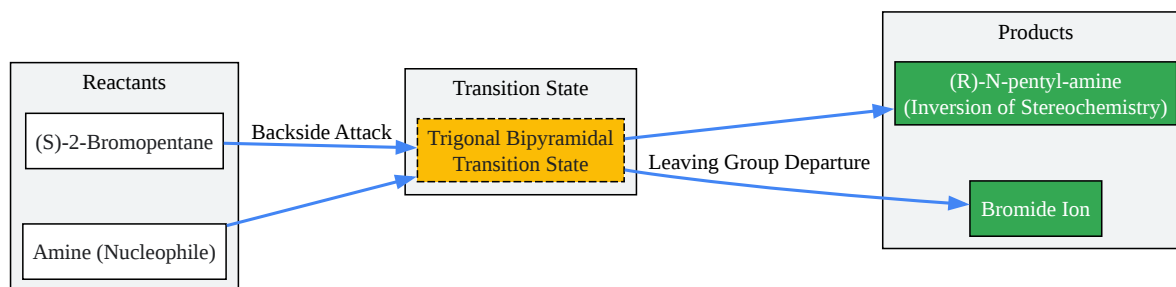 Reactants
(S)-2-Bromopentane
Amine (Nucleophile)
Backside Attack
Transition State
Trigonal Bipyramidal
Transition State
Leaving Group Departure
Products
(R)-N-pentyl-amine
(Inversion of Stereochemistry)
Bromide Ion